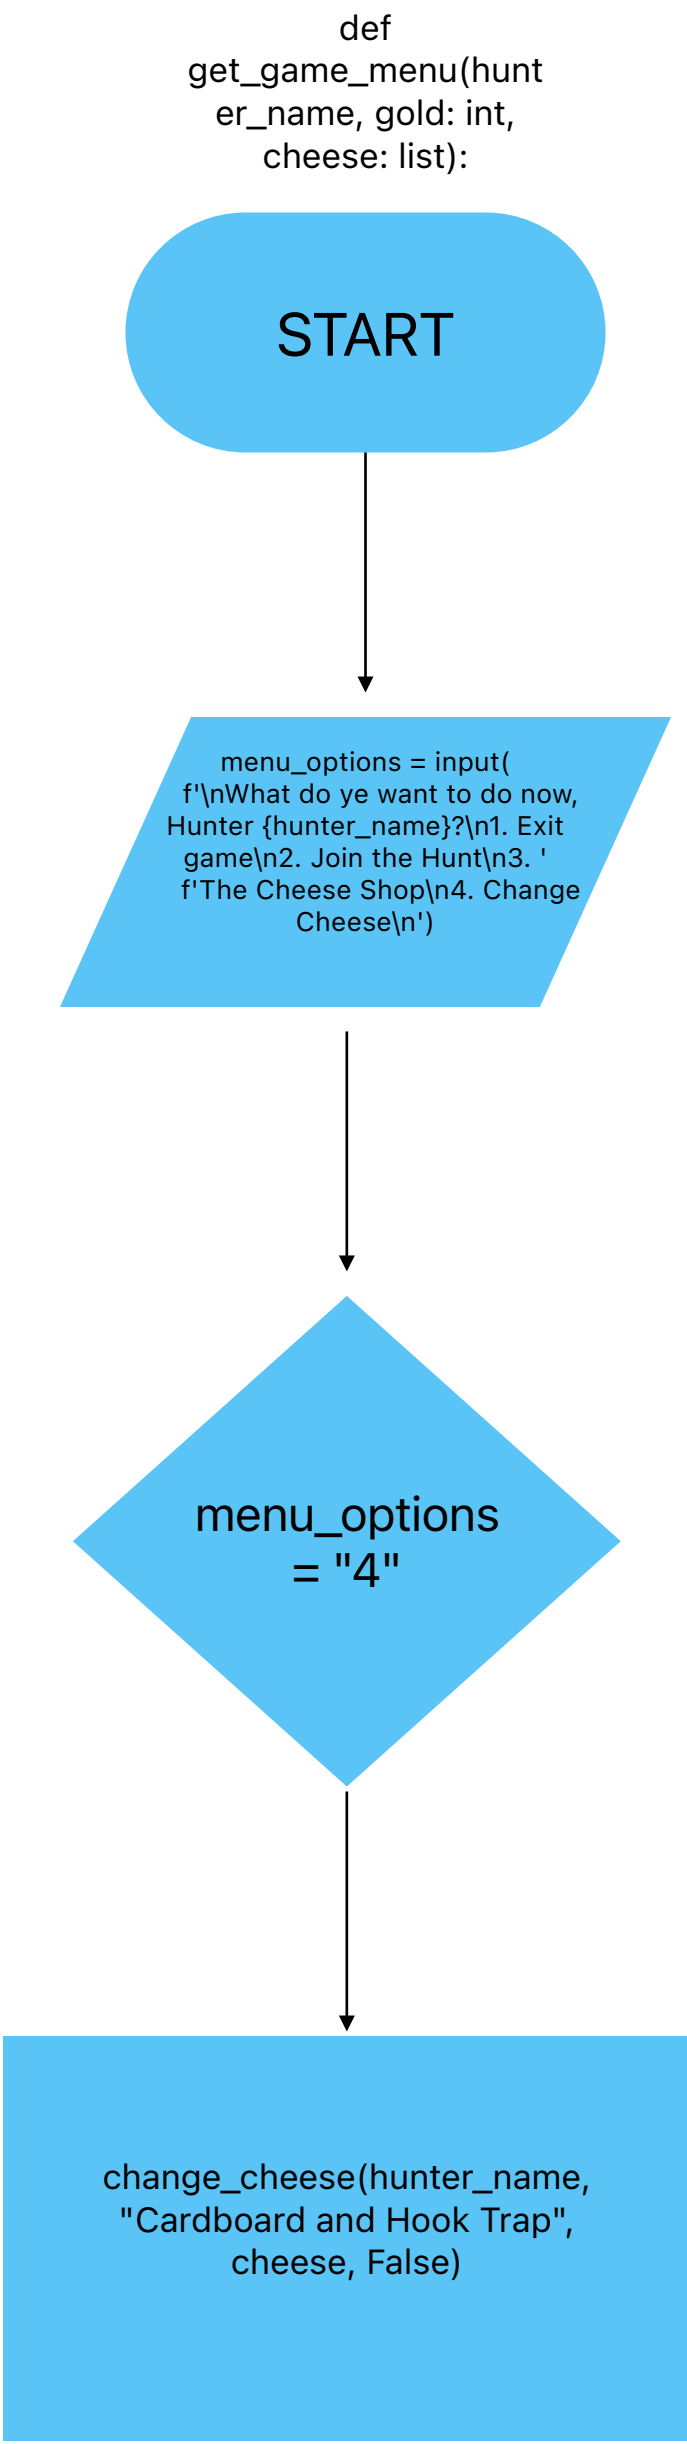 def
get_game_menu(hunt
er_name, gold: int,
cheese: list):
START
menu_options = input(
f'\nWhat do ye want to do now,
Hunter {hunter_name}?\n1. Exit
game\n2. Join the Hunt\n3. '
f'The Cheese Shop\n4. Change
Cheese\n')
menu_options
= "4"
change_cheese(hunter_name,
"Cardboard and Hook Trap",
cheese, False)